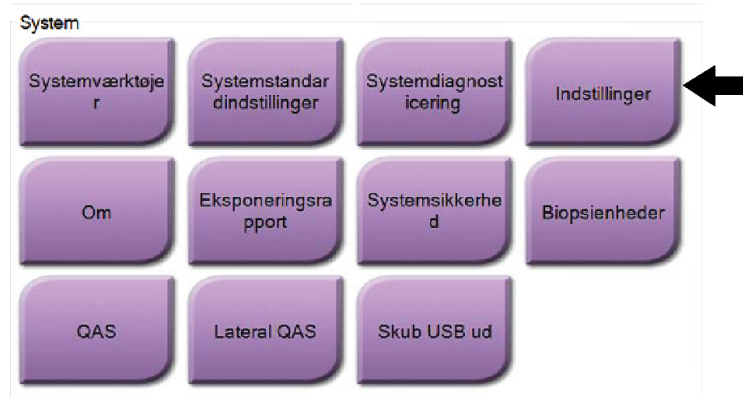 System
Systemværktøje
r
Systemstandar
dindstillinger
Systemdiagnost
icering
Indstillinger
Om
Eksponeringsra
pport
Systemsikkerhe
d
Biopsienheder
QAS
Lateral QAS
Skub USB ud